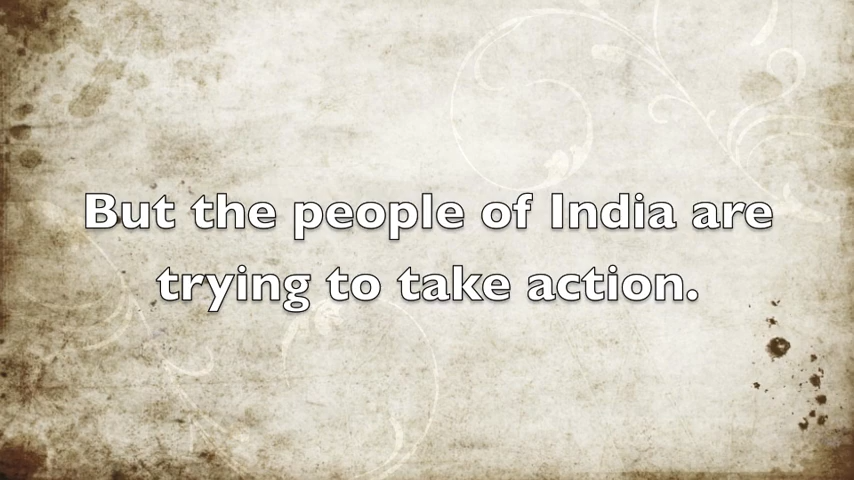 But the people of India are
trying to take action.